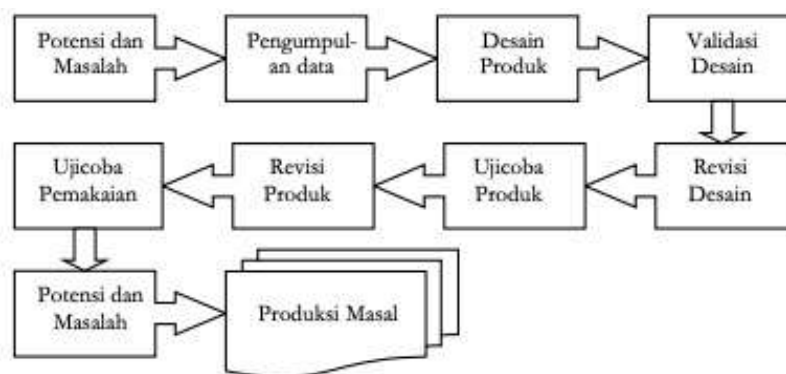 Potensi dan
Masalah
Pengumpul-
an data
Desain
Produk
Validasi
Desain
Revisi
Desain
Ujicoba
Produk
Revisi
Produk
Ujicoba
Pemakaian
Potensi dan
Masalah
Produksi Masal